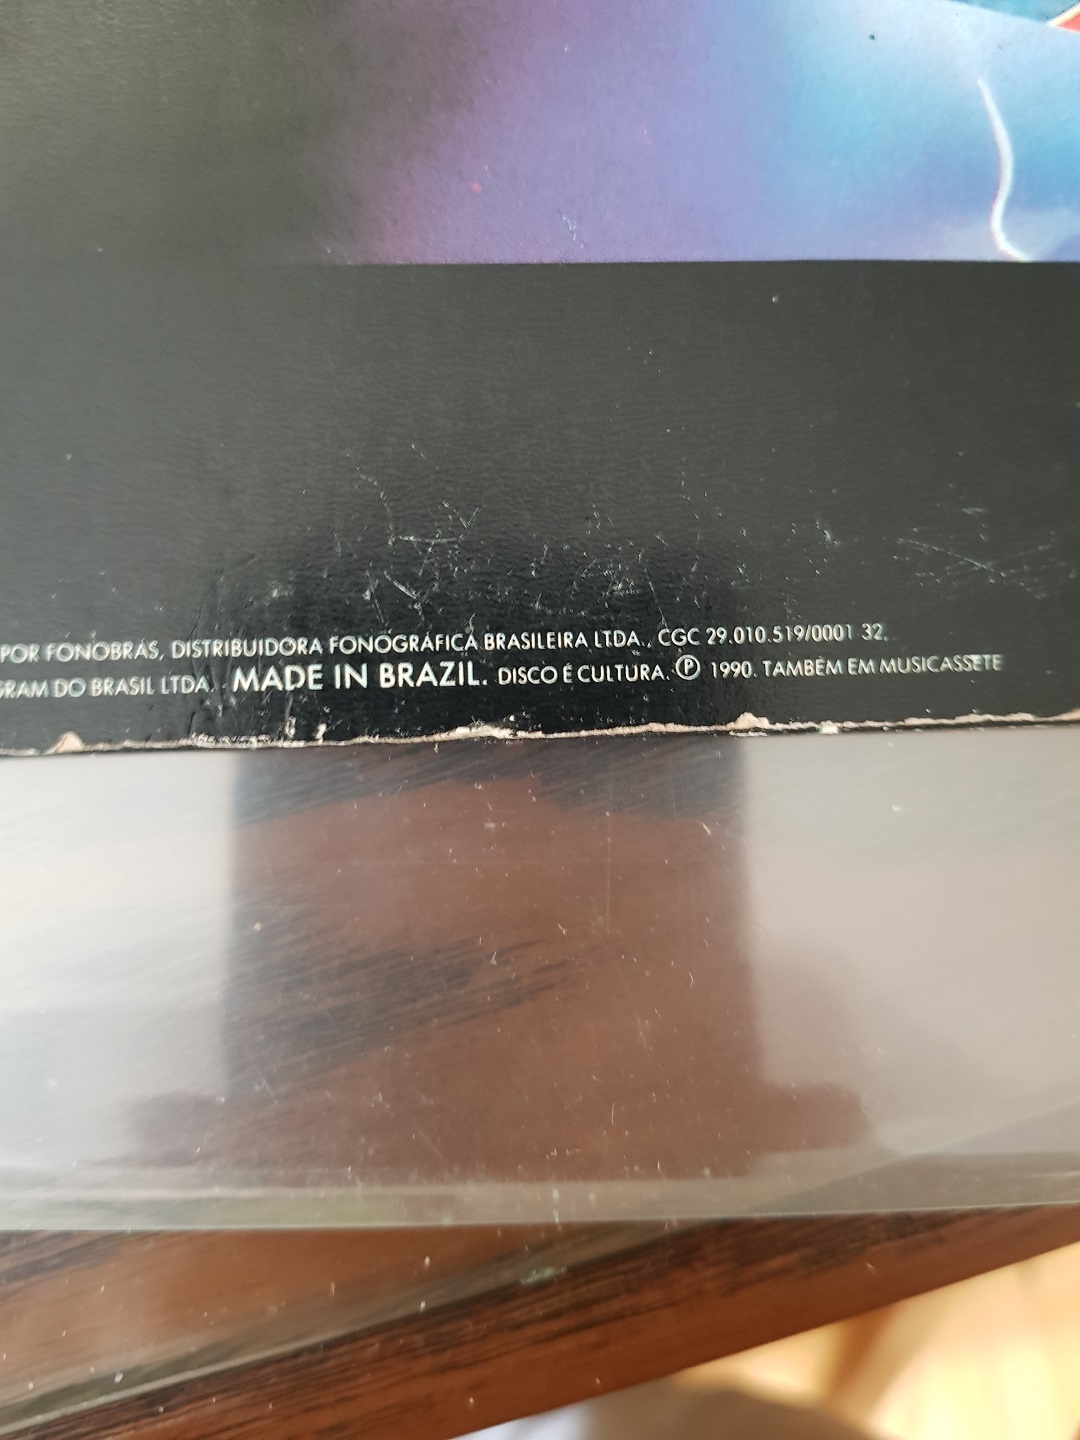 POR FONOBRÁS, DISTRIBUIDORA FONOGRÁFICA BRASILEIRA LTDA., CGC 29.010.519/0001 32.
GRAM DO BRASIL LTDA. MADE IN BRAZIL. DISCO É CULTURA. Ⓟ 1990. TAMBÉM EM MUSICASSETE